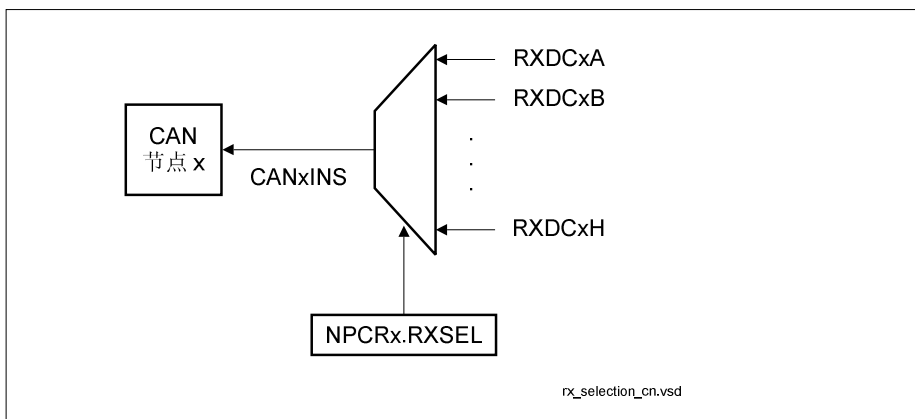 RXDCxA
RXDCxB
CAN
节点 x
CANxINS
.
.
.
RXDCxH
NPCRx.RXSEL
rx_selection_cn.vsd